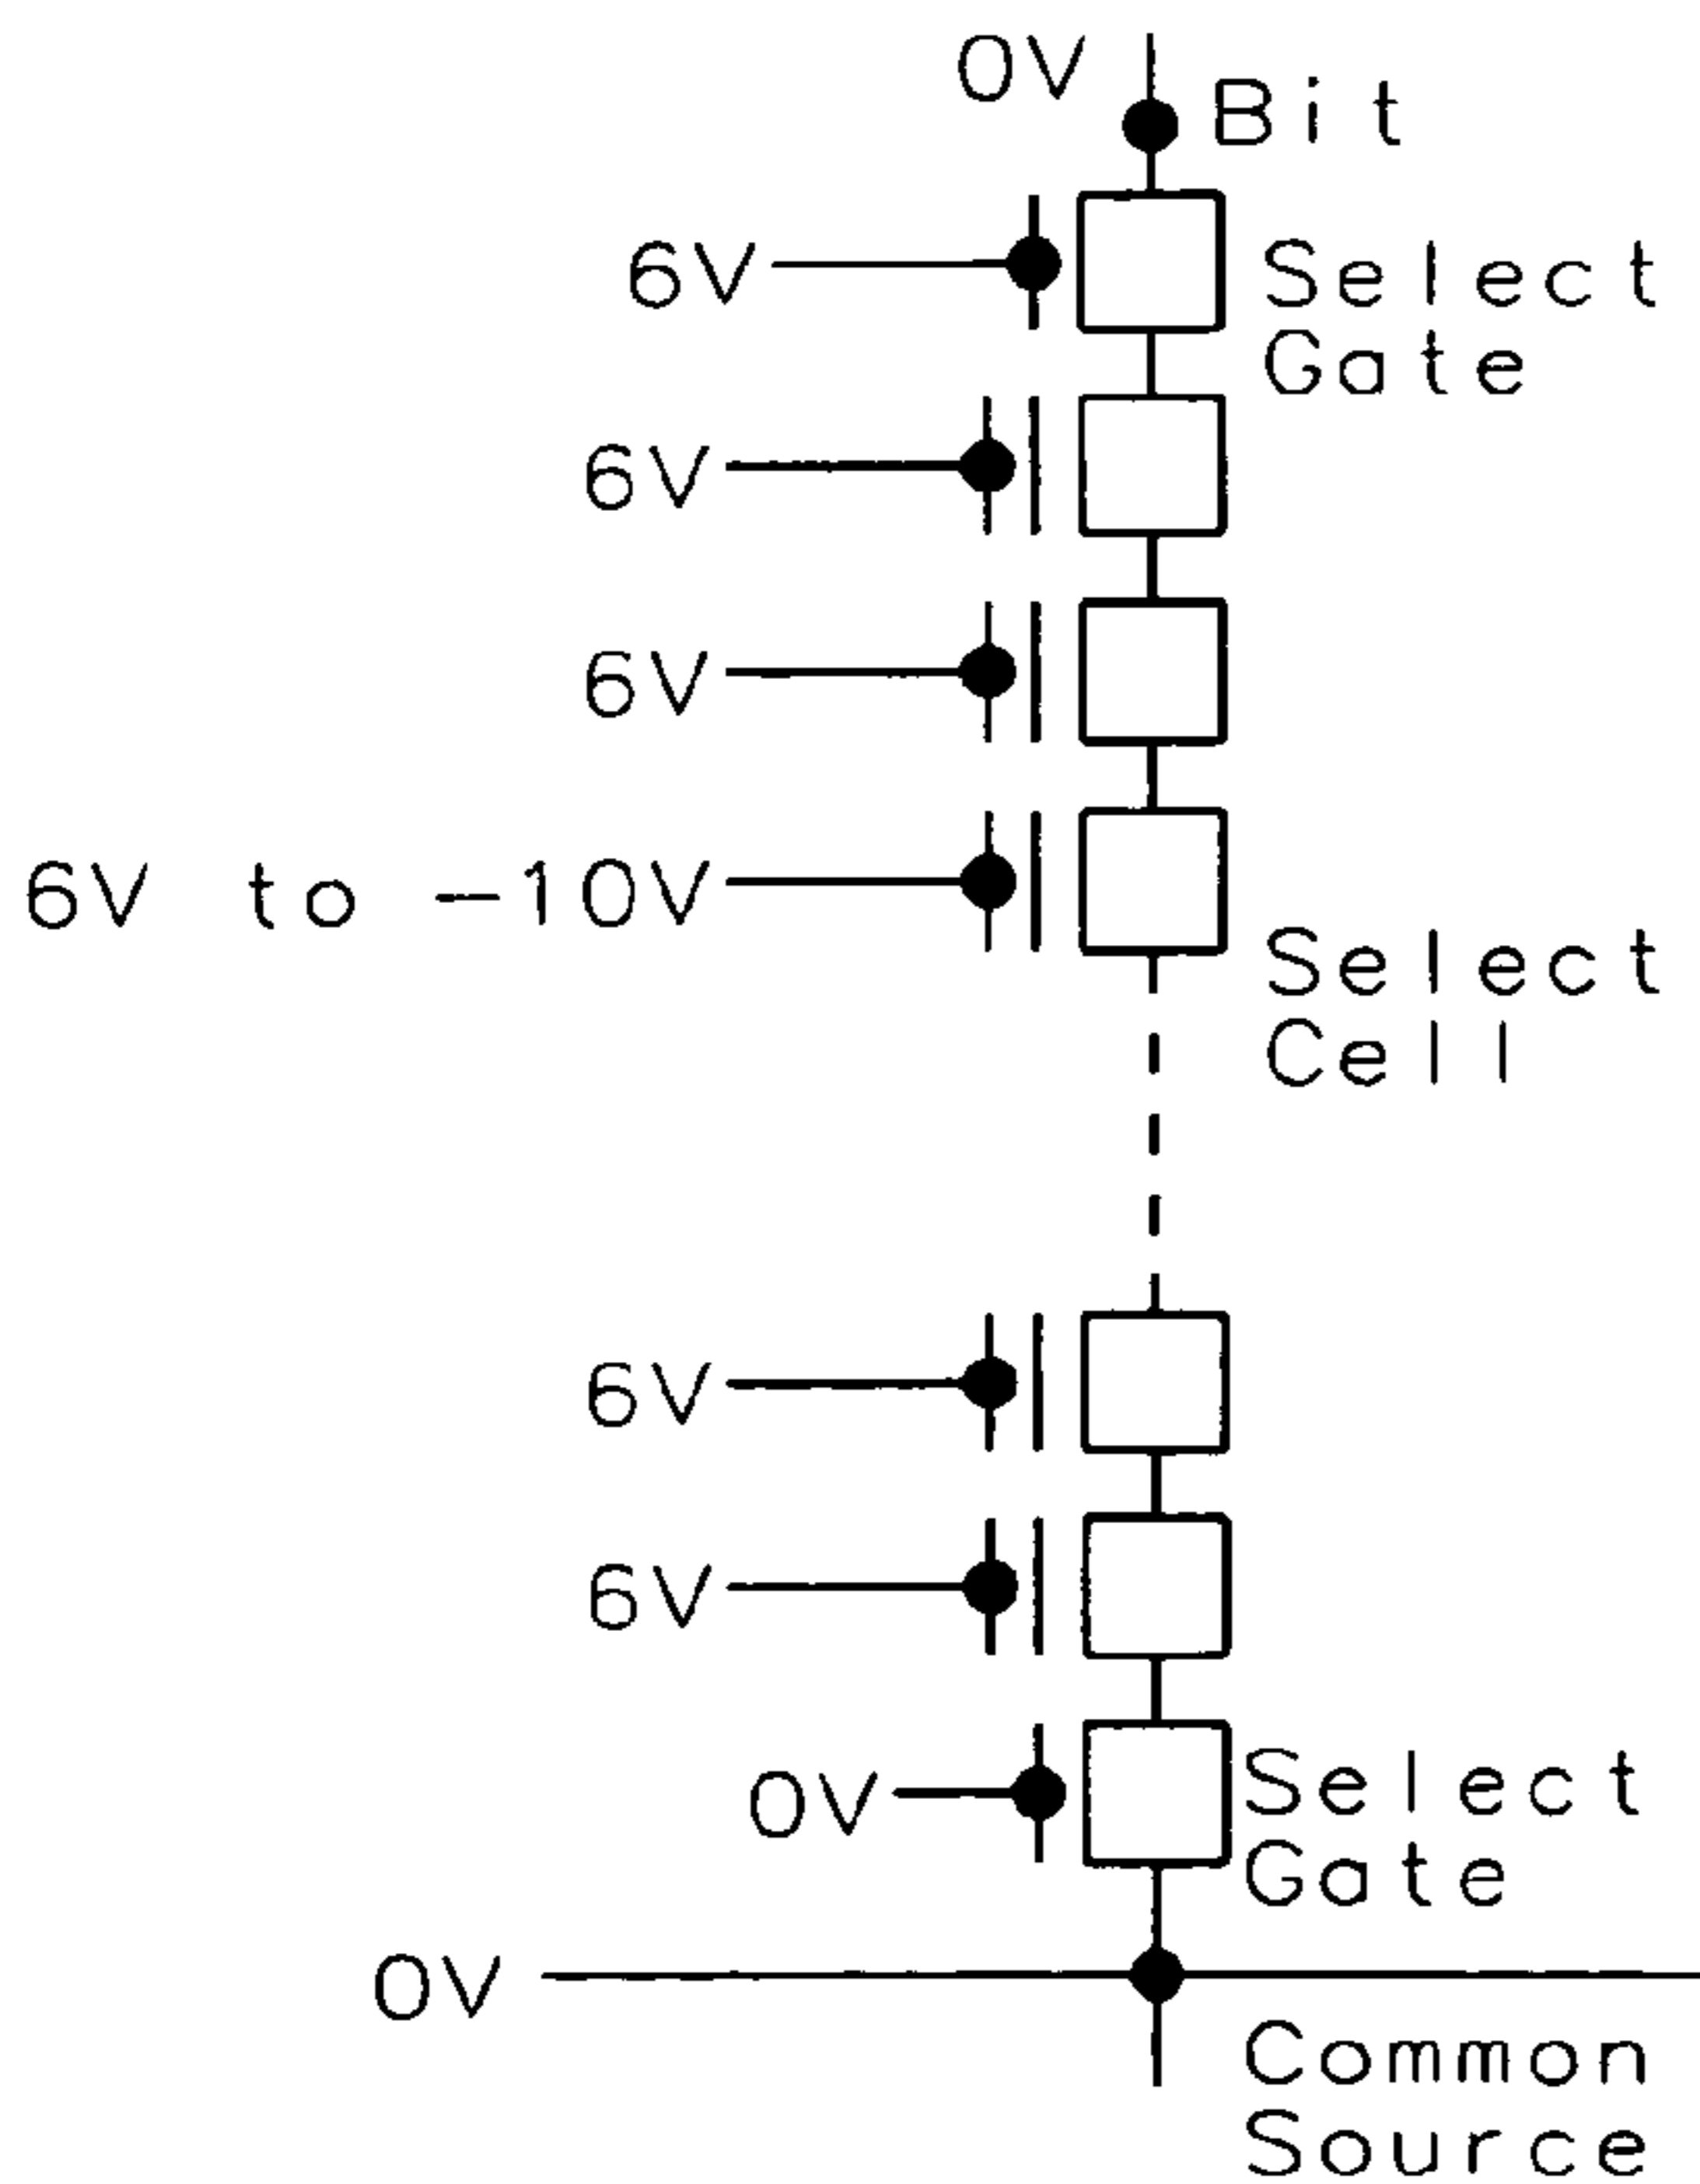 0V
Bit
6V
Select
Gate
6V
6V
6V to -10V
Select
Cell
6V
6V
0V
Select
Gate
0V
Common
Source